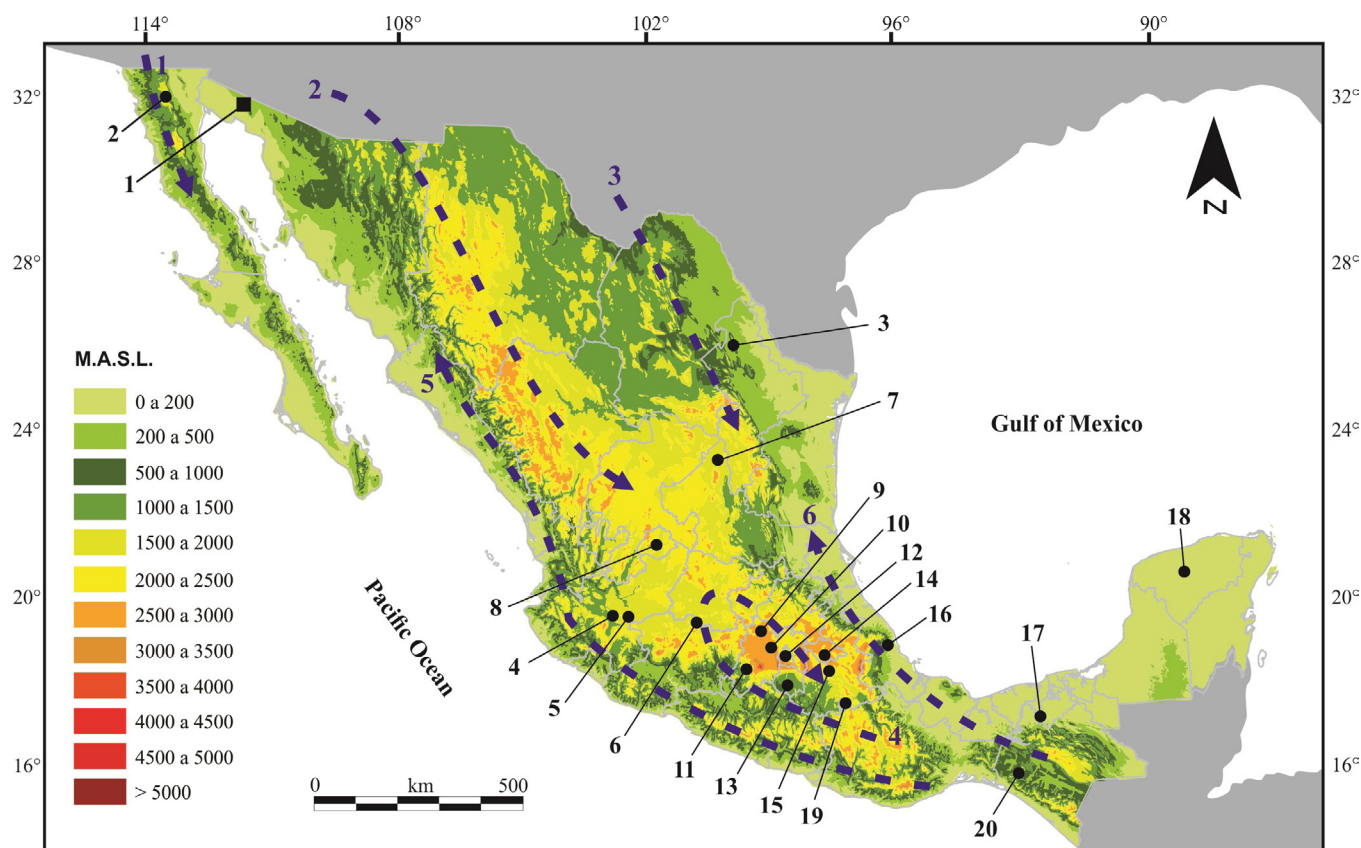 114°
108°
102°
96°
90°
32°
32°
28°
28°
24°
24°
20°
20°
16°
16°
1
2
3
2
1
3
5
7
Gulf of Mexico
M.A.S.L.
0 a 200
200 a 500
500 a 1000
1000 a 1500
1500 a 2000
2000 a 2500
2500 a 3000
3000 a 3500
3500 a 4000
4000 a 4500
4500 a 5000
> 5000
Pacific Ocean
9
10
6
12
14
16
18
17
8
4
5
6
11
13
15
19
4
20
0 km 500
N